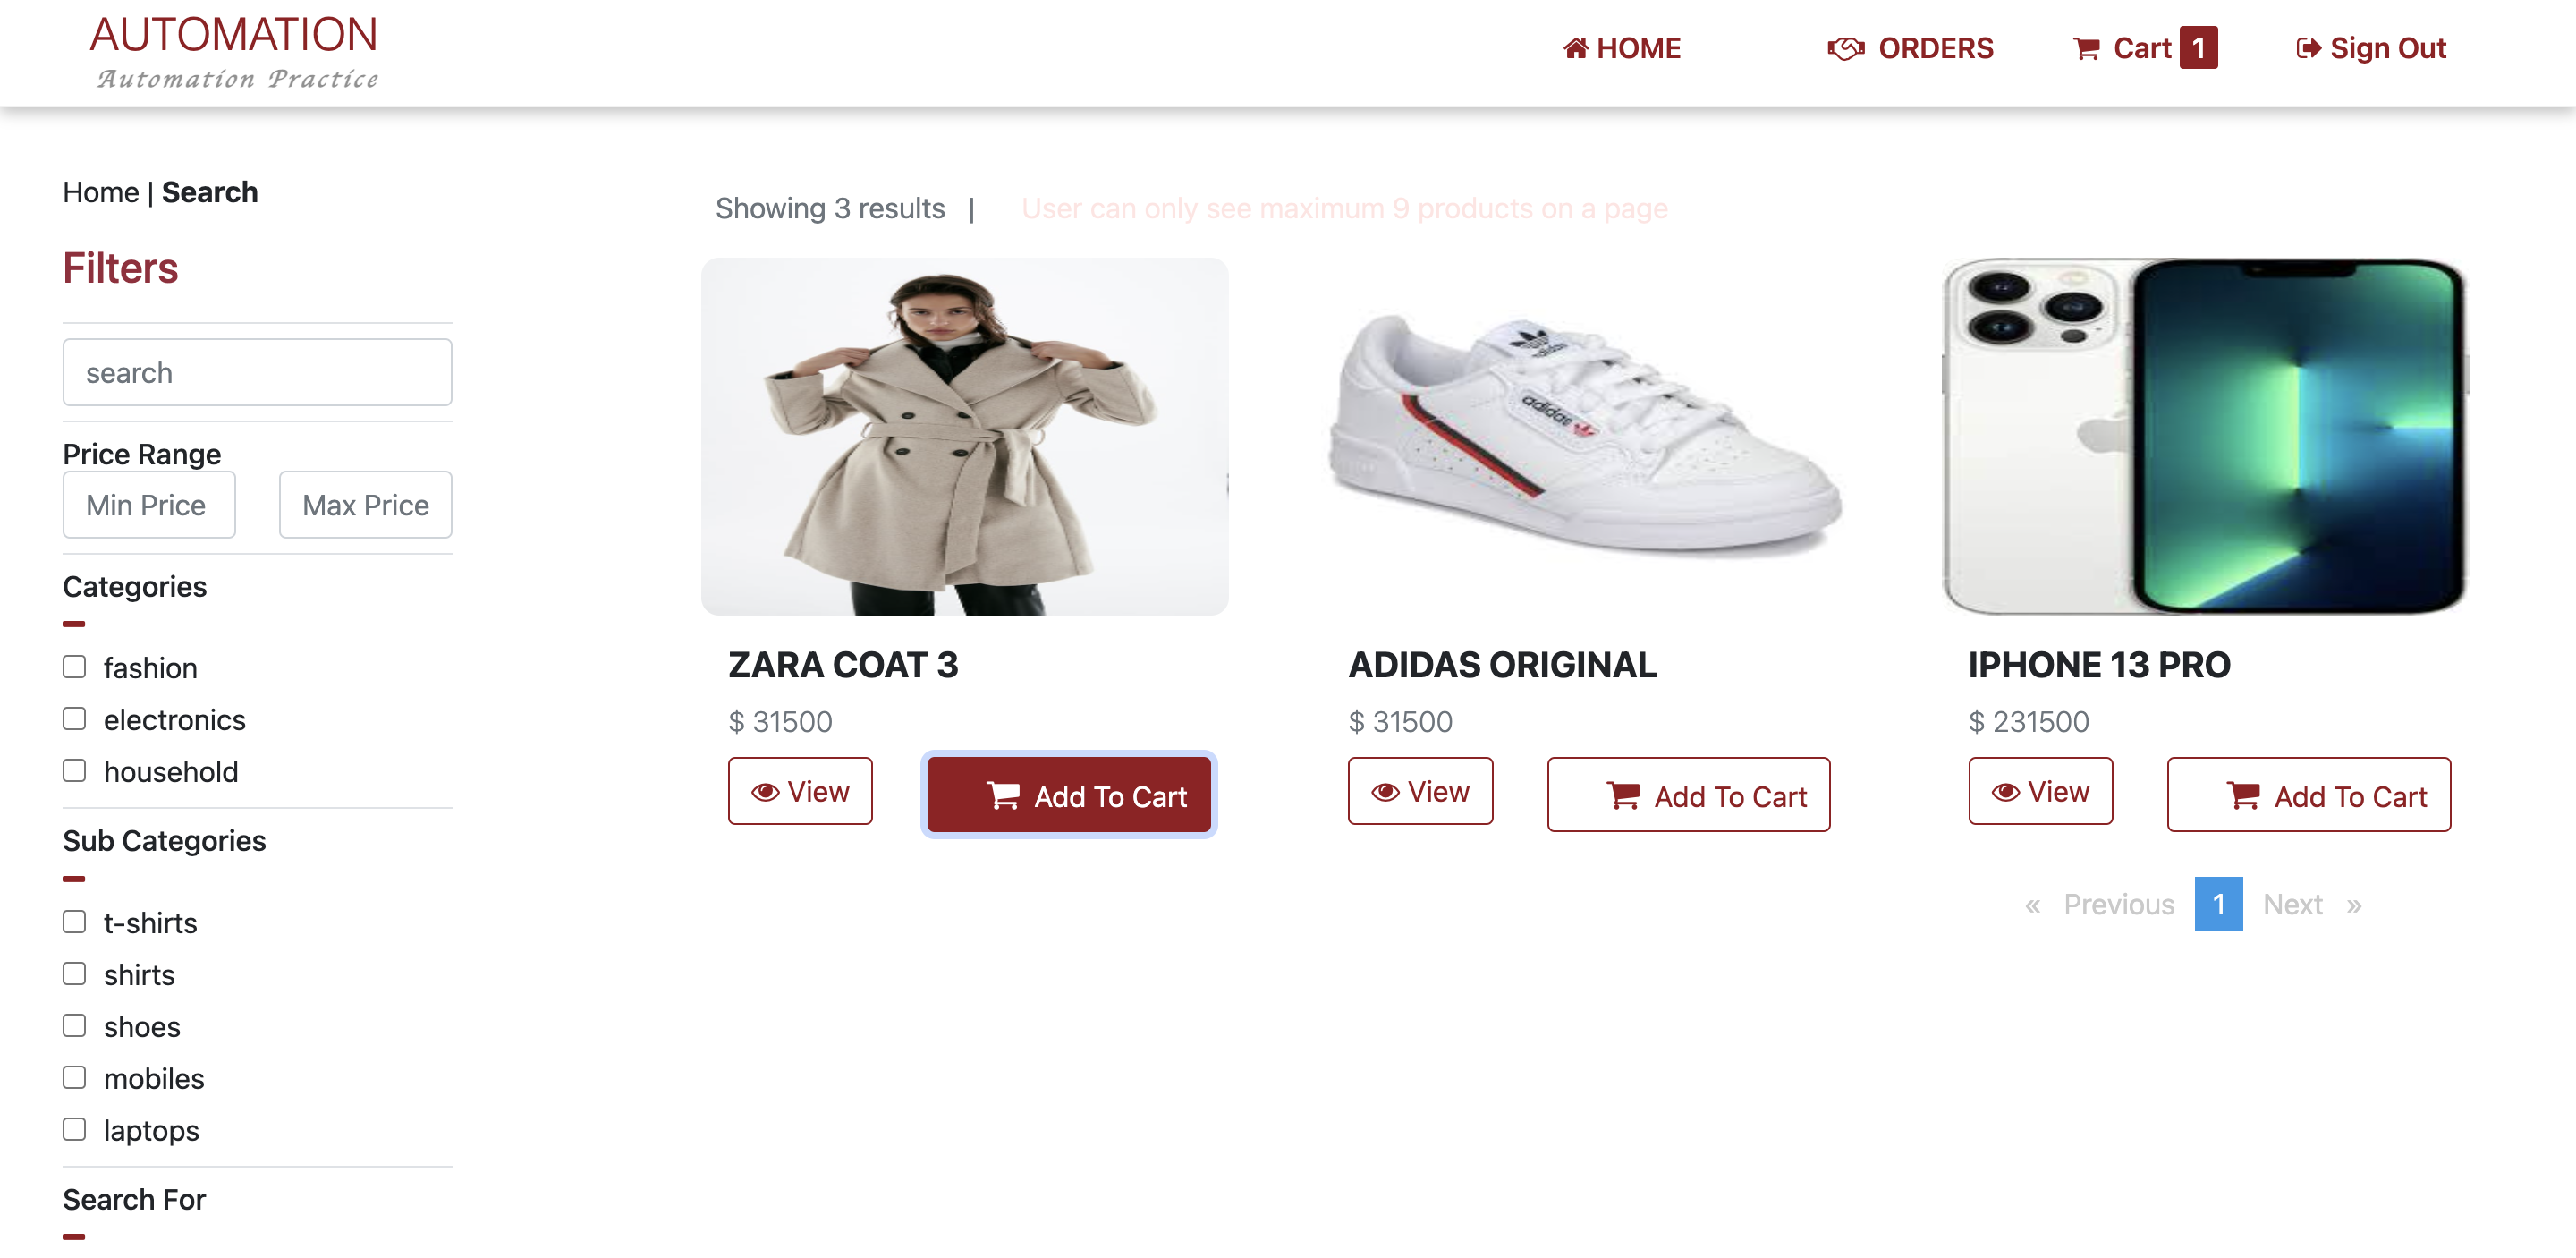 AUTOMATION
Automation Practice
HOME
ORDERS
Cart 1
Sign Out
Home | Search
Filters
search
Price Range
Min Price
Max Price
Categories
fashion
electronics
household
Sub Categories
t-shirts
shirts
shoes
mobiles
laptops
Search For
Showing 3 results |
User can only see maximum 9 products on a page
adidas
adidas
ZARA COAT 3
$ 31500
View
Add To Cart
ADIDAS ORIGINAL
$ 31500
View
Add To Cart
IPHONE 13 PRO
$ 231500
View
Add To Cart
« Previous 1 Next »